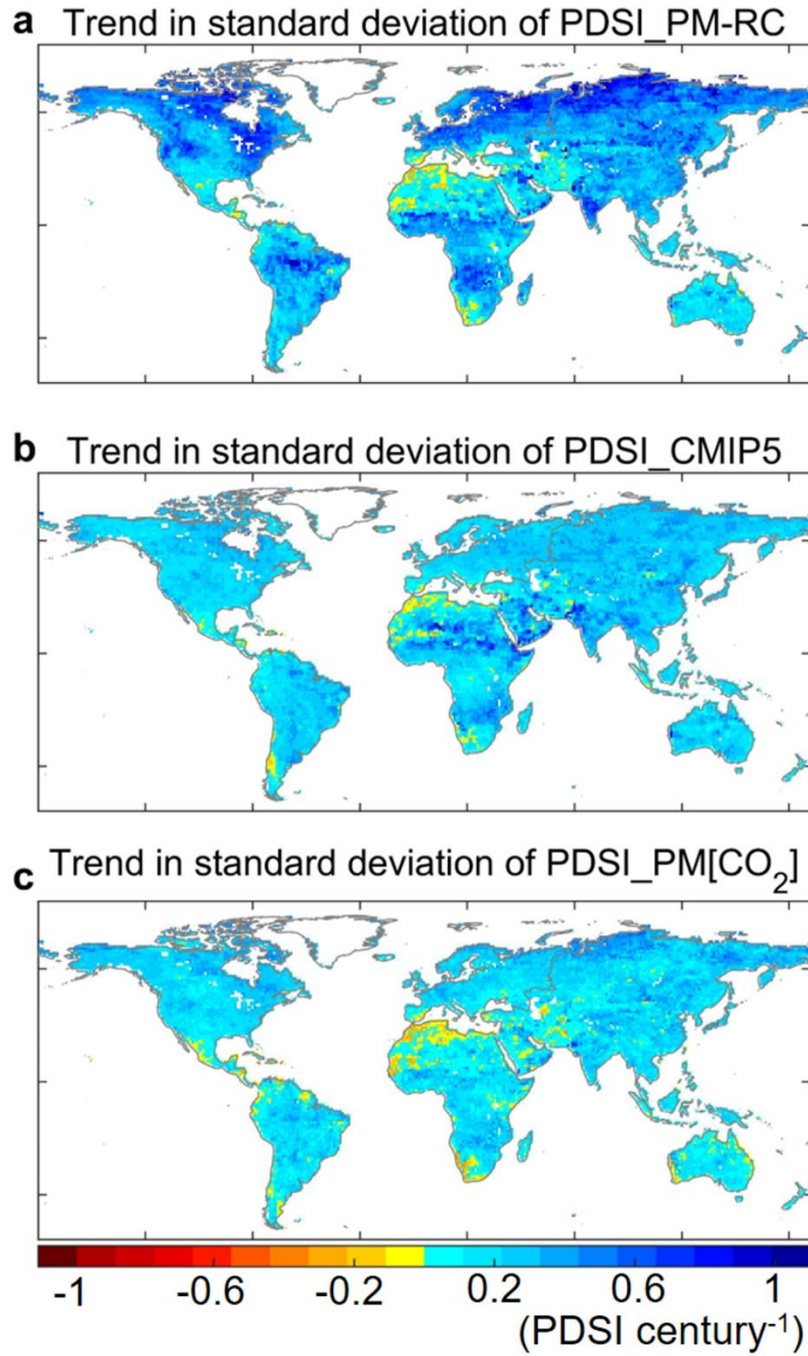 a Trend in standard deviation of PDSI_PM-RC
b Trend in standard deviation of PDSI_CMIP5
c Trend in standard deviation of PDSI_PM[CO₂]
-1 -0.6 -0.2 0.2 0.6 1
(PDSI century⁻¹)